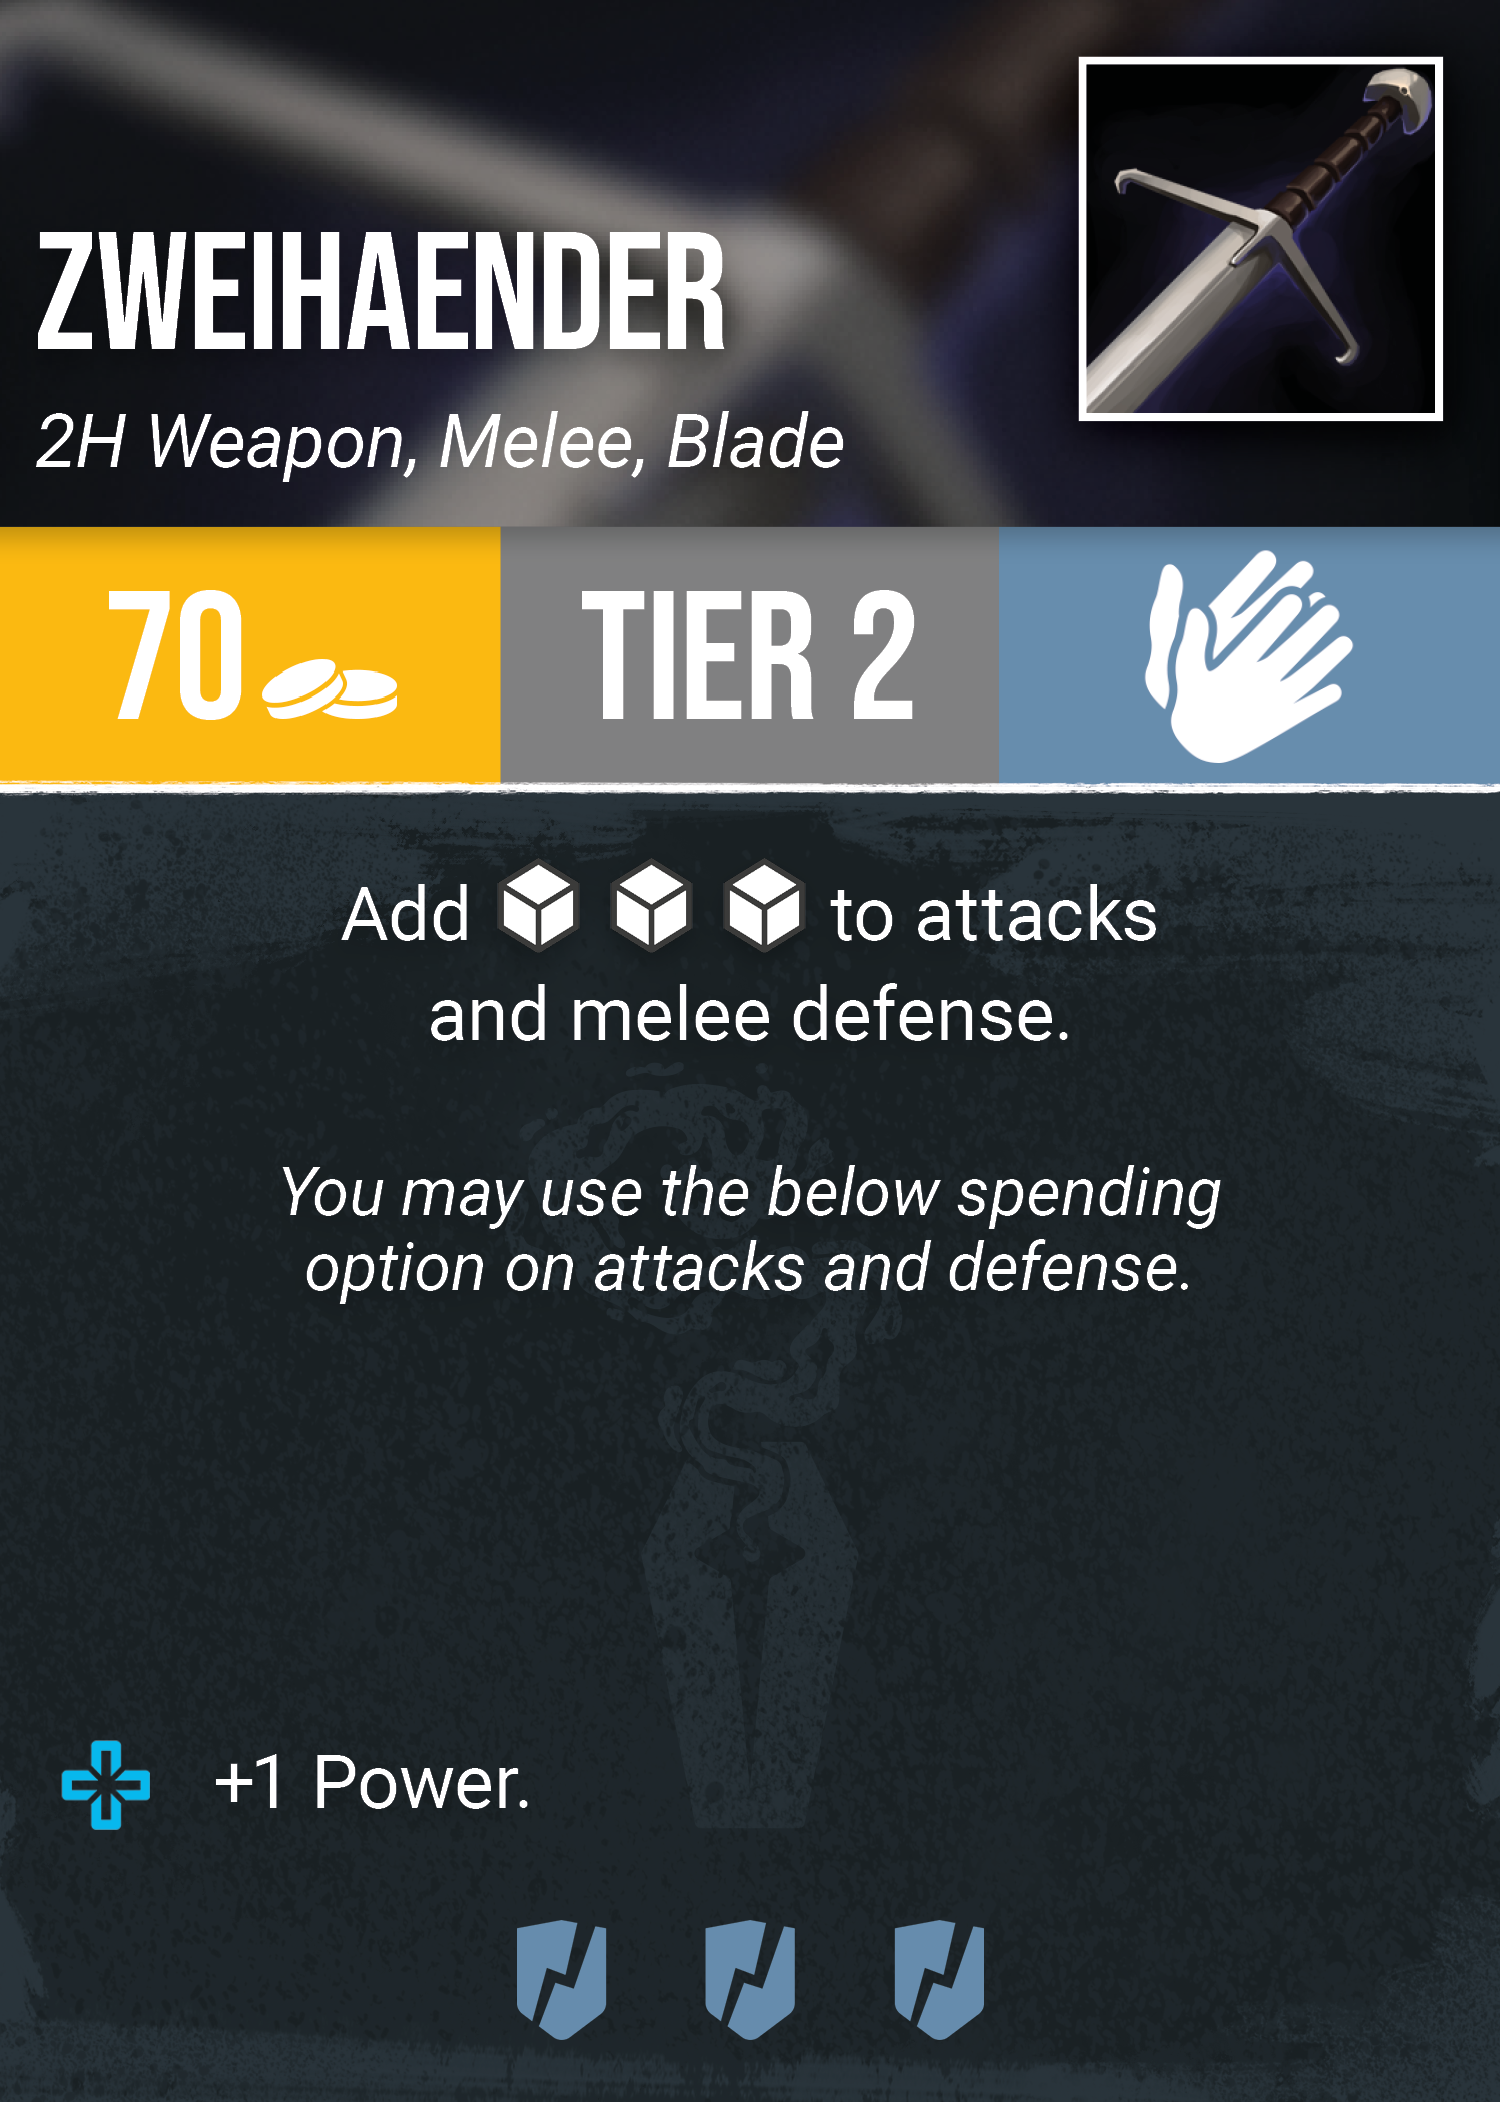 ZWEIHAENDER
2H Weapon, Melee, Blade
70
TIER 2
Add to attacks
and melee defense.
You may use the below spending
option on attacks and defense.
+1 Power.